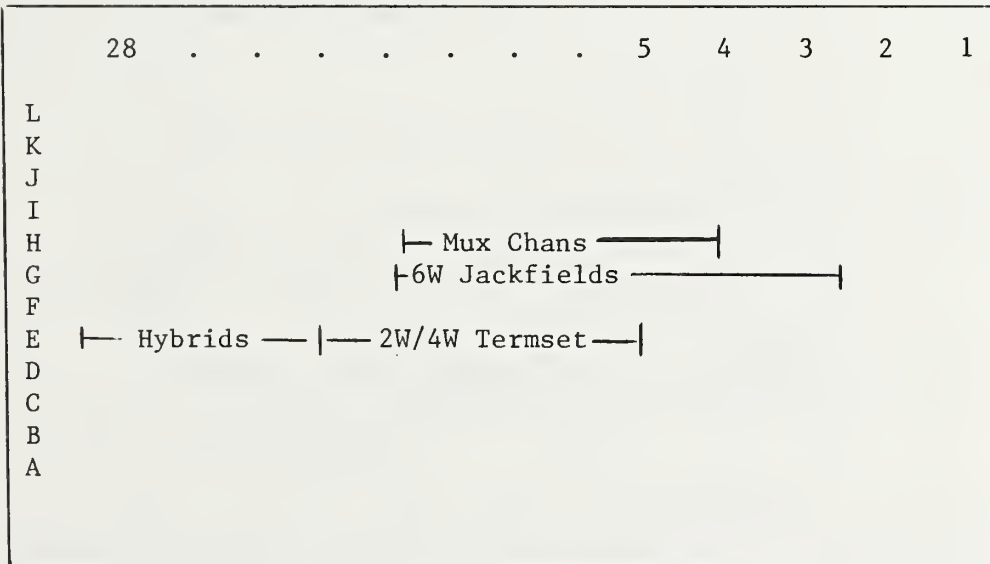 28 . . . . . . . 5 4 3 2 1
L
K
J
I
H Mux Chans
G 6W Jackfields
F
E Hybrids 2W/4W Termset
D
C
B
A